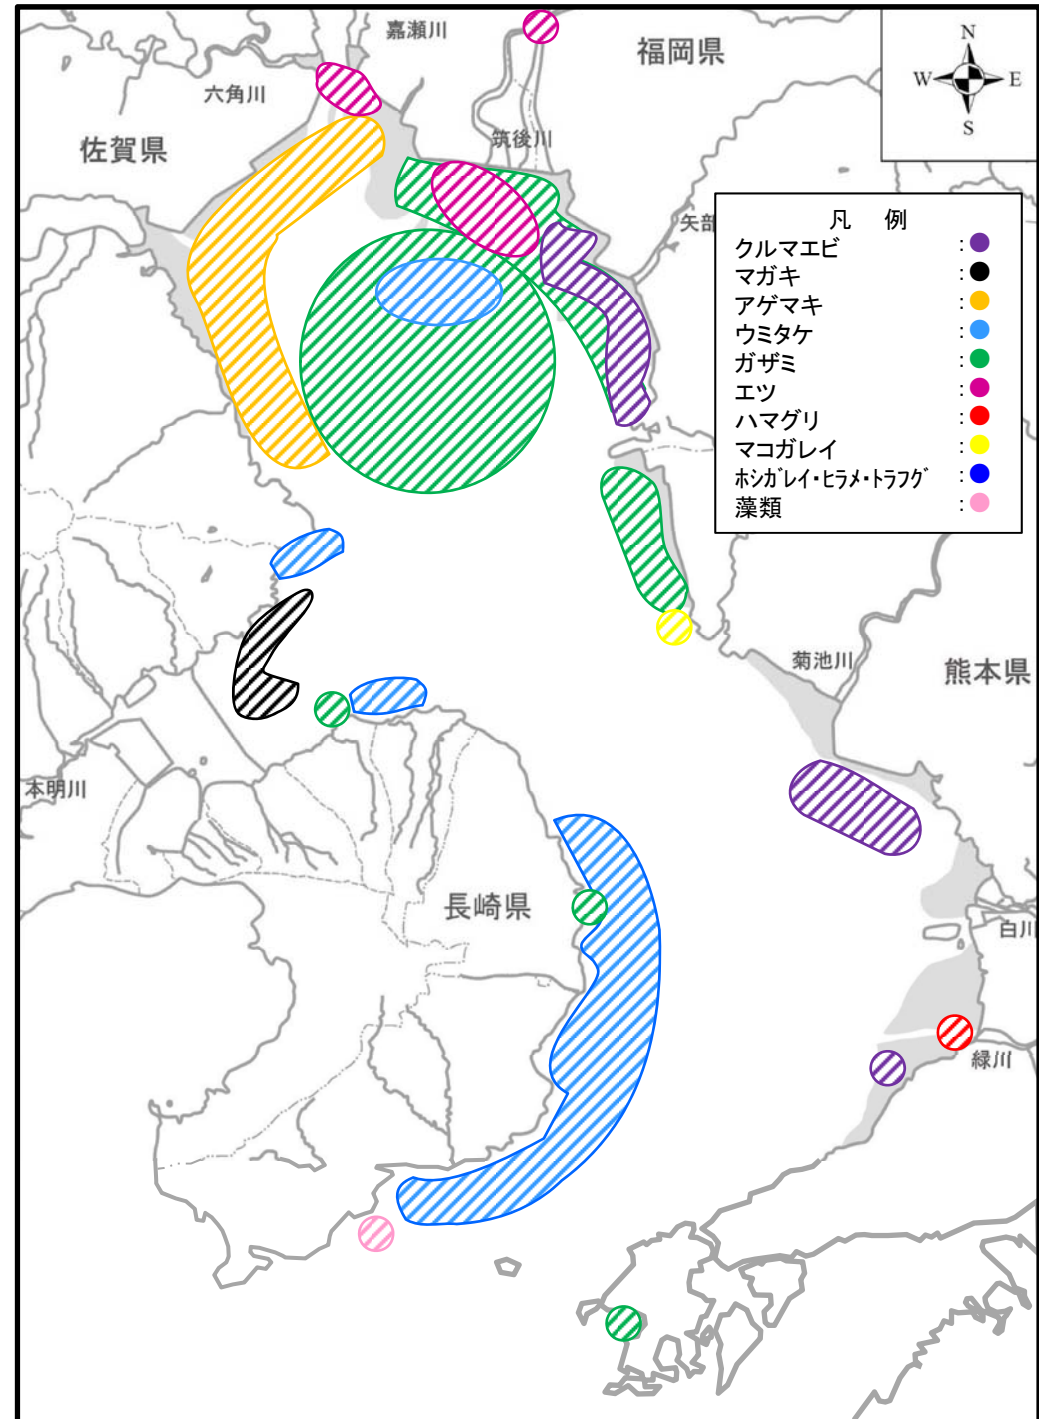 嘉瀬川
福岡県
N
W
E
S
六角川
佐賀県
筑後川
矢部
凡 例
クルマエビ :
マガキ :
アゲマキ :
ウミタケ :
ガザミ :
エツ :
ハマグリ :
マコガレイ :
ホシガレイ・ヒラメ・トラフグ :
藻類 :
菊池川
熊本県
本明川
長崎県
白川
緑川